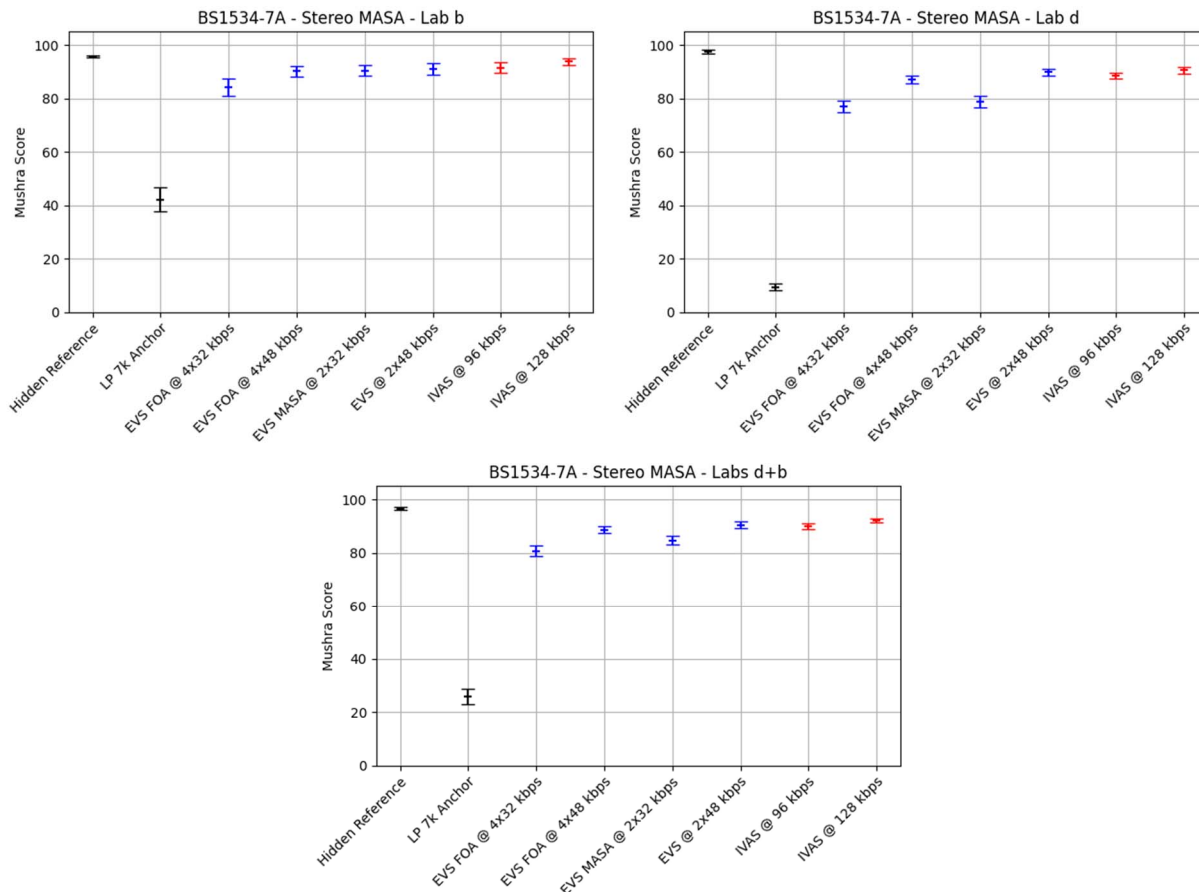 BS1534-7A - Stereo MASA - Lab b
Mushra Score
100
80
60
40
20
0
Hidden Reference
LP 7k Anchor
EVS FOA @ 4x32 kbps
EVS FOA @ 4x48 kbps
EVS MASA @ 2x32 kbps
EVS @ 2x48 kbps
IVAS @ 96 kbps
IVAS @ 128 kbps
BS1534-7A - Stereo MASA - Lab d
Mushra Score
100
80
60
40
20
0
Hidden Reference
LP 7k Anchor
EVS FOA @ 4x32 kbps
EVS FOA @ 4x48 kbps
EVS MASA @ 2x32 kbps
EVS @ 2x48 kbps
IVAS @ 96 kbps
IVAS @ 128 kbps
BS1534-7A - Stereo MASA - Labs d+b
Mushra Score
100
80
60
40
20
0
Hidden Reference
LP 7k Anchor
EVS FOA @ 4x32 kbps
EVS FOA @ 4x48 kbps
EVS MASA @ 2x32 kbps
EVS @ 2x48 kbps
IVAS @ 96 kbps
IVAS @ 128 kbps